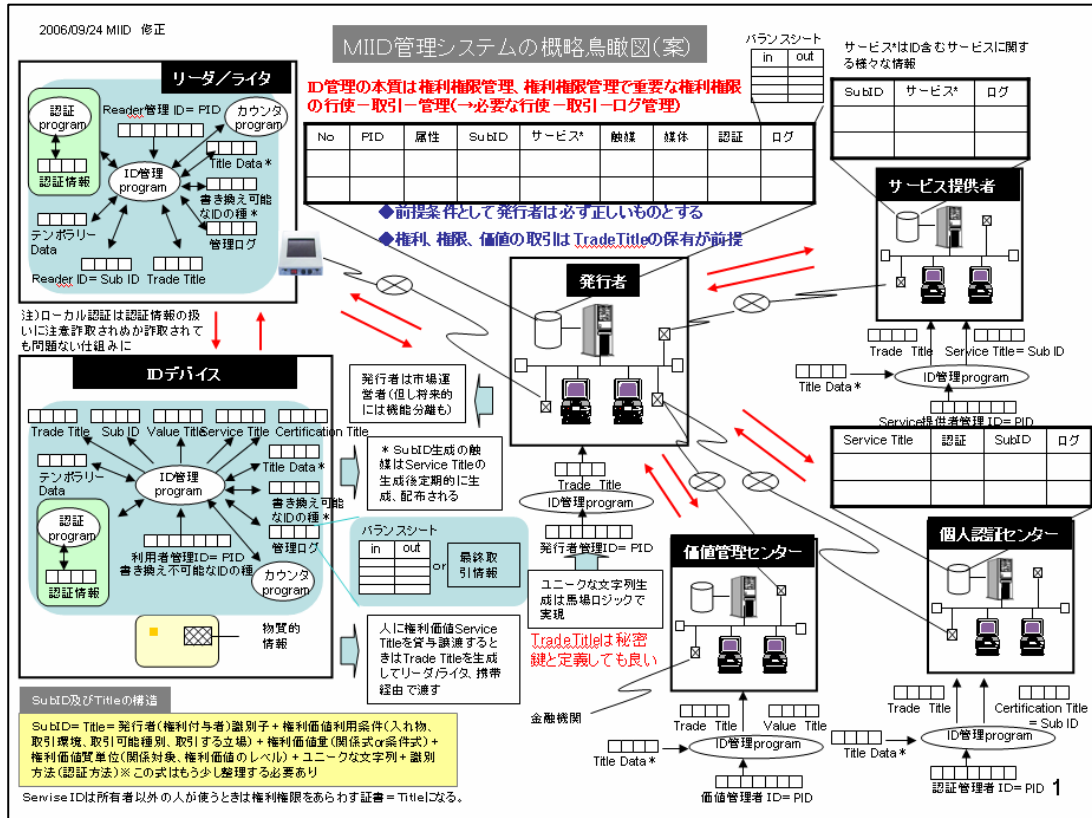 2006/09/24 MIID 修正
MIID管理システムの概略鳥瞰図(案)
ID管理の本質は権利権限管理、権利権限管理で重要な権利権限
の行使－取引－管理(→必要な行使－取引－ログ管理)
バランスシート
in out
サービス*はID含むサービスに関す
る様々な情報
SubID サービス* ログ
No PID 属性 SubID サービス* 触媒 媒体 認証 ログ
◆前提条件として発行者は必ず正しいものとする
◆権利、権限、価値の取引はTradeTitleの保有が前提
リーダ／ライタ
認証
program
Reader管理 ID= PID
カウンタ
program
認証情報
ID管理
program
Title Data*
書き換え可能
なIDの種*
管理ログ
テンポラリー
Data
Reader ID= Sub ID
Trade Title
注)ローカル認証は認証情報の扱
いに注意詐取されぬか詐取されて
も問題ない仕組みに
IDデバイス
Trade Title Sub ID Value Title Service Title Certification Title
テンポラリー
Data
ID管理
program
Title Data*
書き換え可能
なIDの種*
管理ログ
認証
program
認証情報
利用者管理ID= PID
書き換え不可能なIDの種
カウンタ
program
物質的
情報
発行者は市場運
営者(但し将来的
には機能分離も)
* SubID生成の触
媒はService Titleの
生成後定期的に生
成、配布される
バランスシート
in out
or
最終取
引情報
人に権利価値Service
Titleを貸与譲渡すると
きはTrade Titleを生成
してリーダ/ライタ、携帯
経由で渡す
発行者
Trade Title
ID管理program
発行者管理ID= PID
ユニークな文字列生
成は馬場ロジックで
実現
TradeTitleは秘密
鍵と定義しても良い
サービス提供者
Trade Title Service Title= Sub ID
Title Data*
ID管理program
Service提供者管理 ID= PID
Service Title 認証 SubID ログ
価値管理センター
金融機関
Trade Title Value Title
Title Data*
ID管理program
価値管理者 ID= PID
個人認証センター
Trade Title
Certification Title
= Sub ID
Title Data*
ID管理program
認証管理者 ID= PID
SubID及びTitleの構造
SubID= Title= 発行者(権利付与者)識別子+権利価値利用条件(入れ物、
取引環境、取引可能種別、取引する立場)+権利価値量(関係式or条件式)+
権利価値質単位(関係対象、権利価値のレベル)+ユニークな文字列+識別
方法(認証方法)※この式はもう少し整理する必要あり
Servise IDは所有者以外の人が使うときは権利権限をあらわす証書=Titleになる。
1